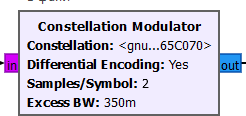 Constellation Modulator
Constellation: <gnu...65C070>
in
Differential Encoding: Yes
out
Samples/Symbol: 2
Excess BW: 350m